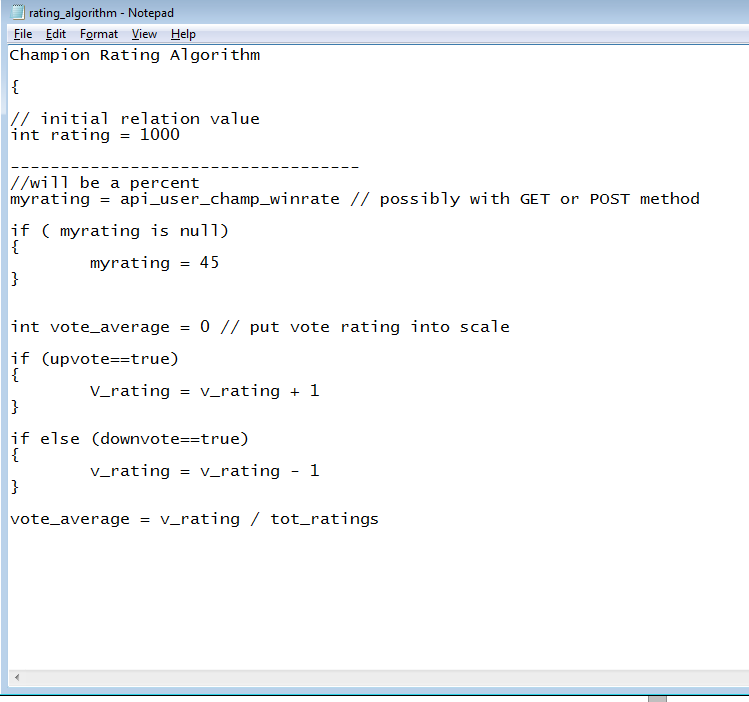 rating_algorithm - Notepad
File Edit Format View Help
Champion Rating Algorithm
{
// initial relation value
int rating = 1000
-----------------------------------
//will be a percent
myrating = api_user_champ_winrate // possibly with GET or POST method
if ( myrating is null)
{
myrating = 45
}
int vote_average = 0 // put vote rating into scale
if (upvote==true)
{
V_rating = v_rating + 1
}
if else (downvote==true)
{
v_rating = v_rating - 1
}
vote_average = v_rating / tot_ratings